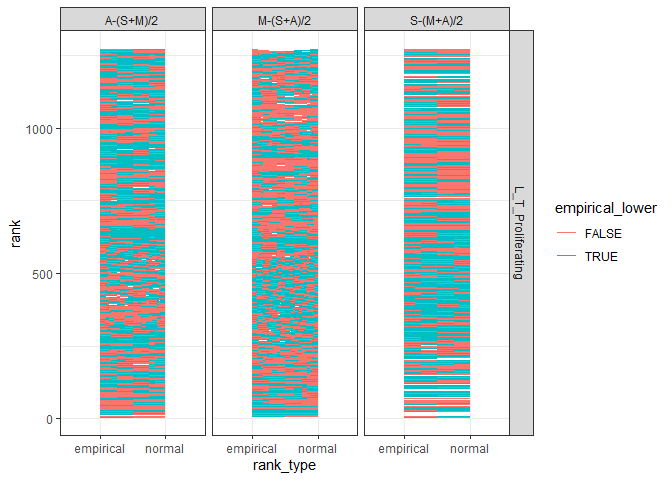 A-(S+M)/2
M-(S+A)/2
S-(M+A)/2
rank
1000
500
0
L_T_Proliferating
empirical
normal
empirical
normal
empirical
normal
rank_type
empirical_lower
FALSE
TRUE